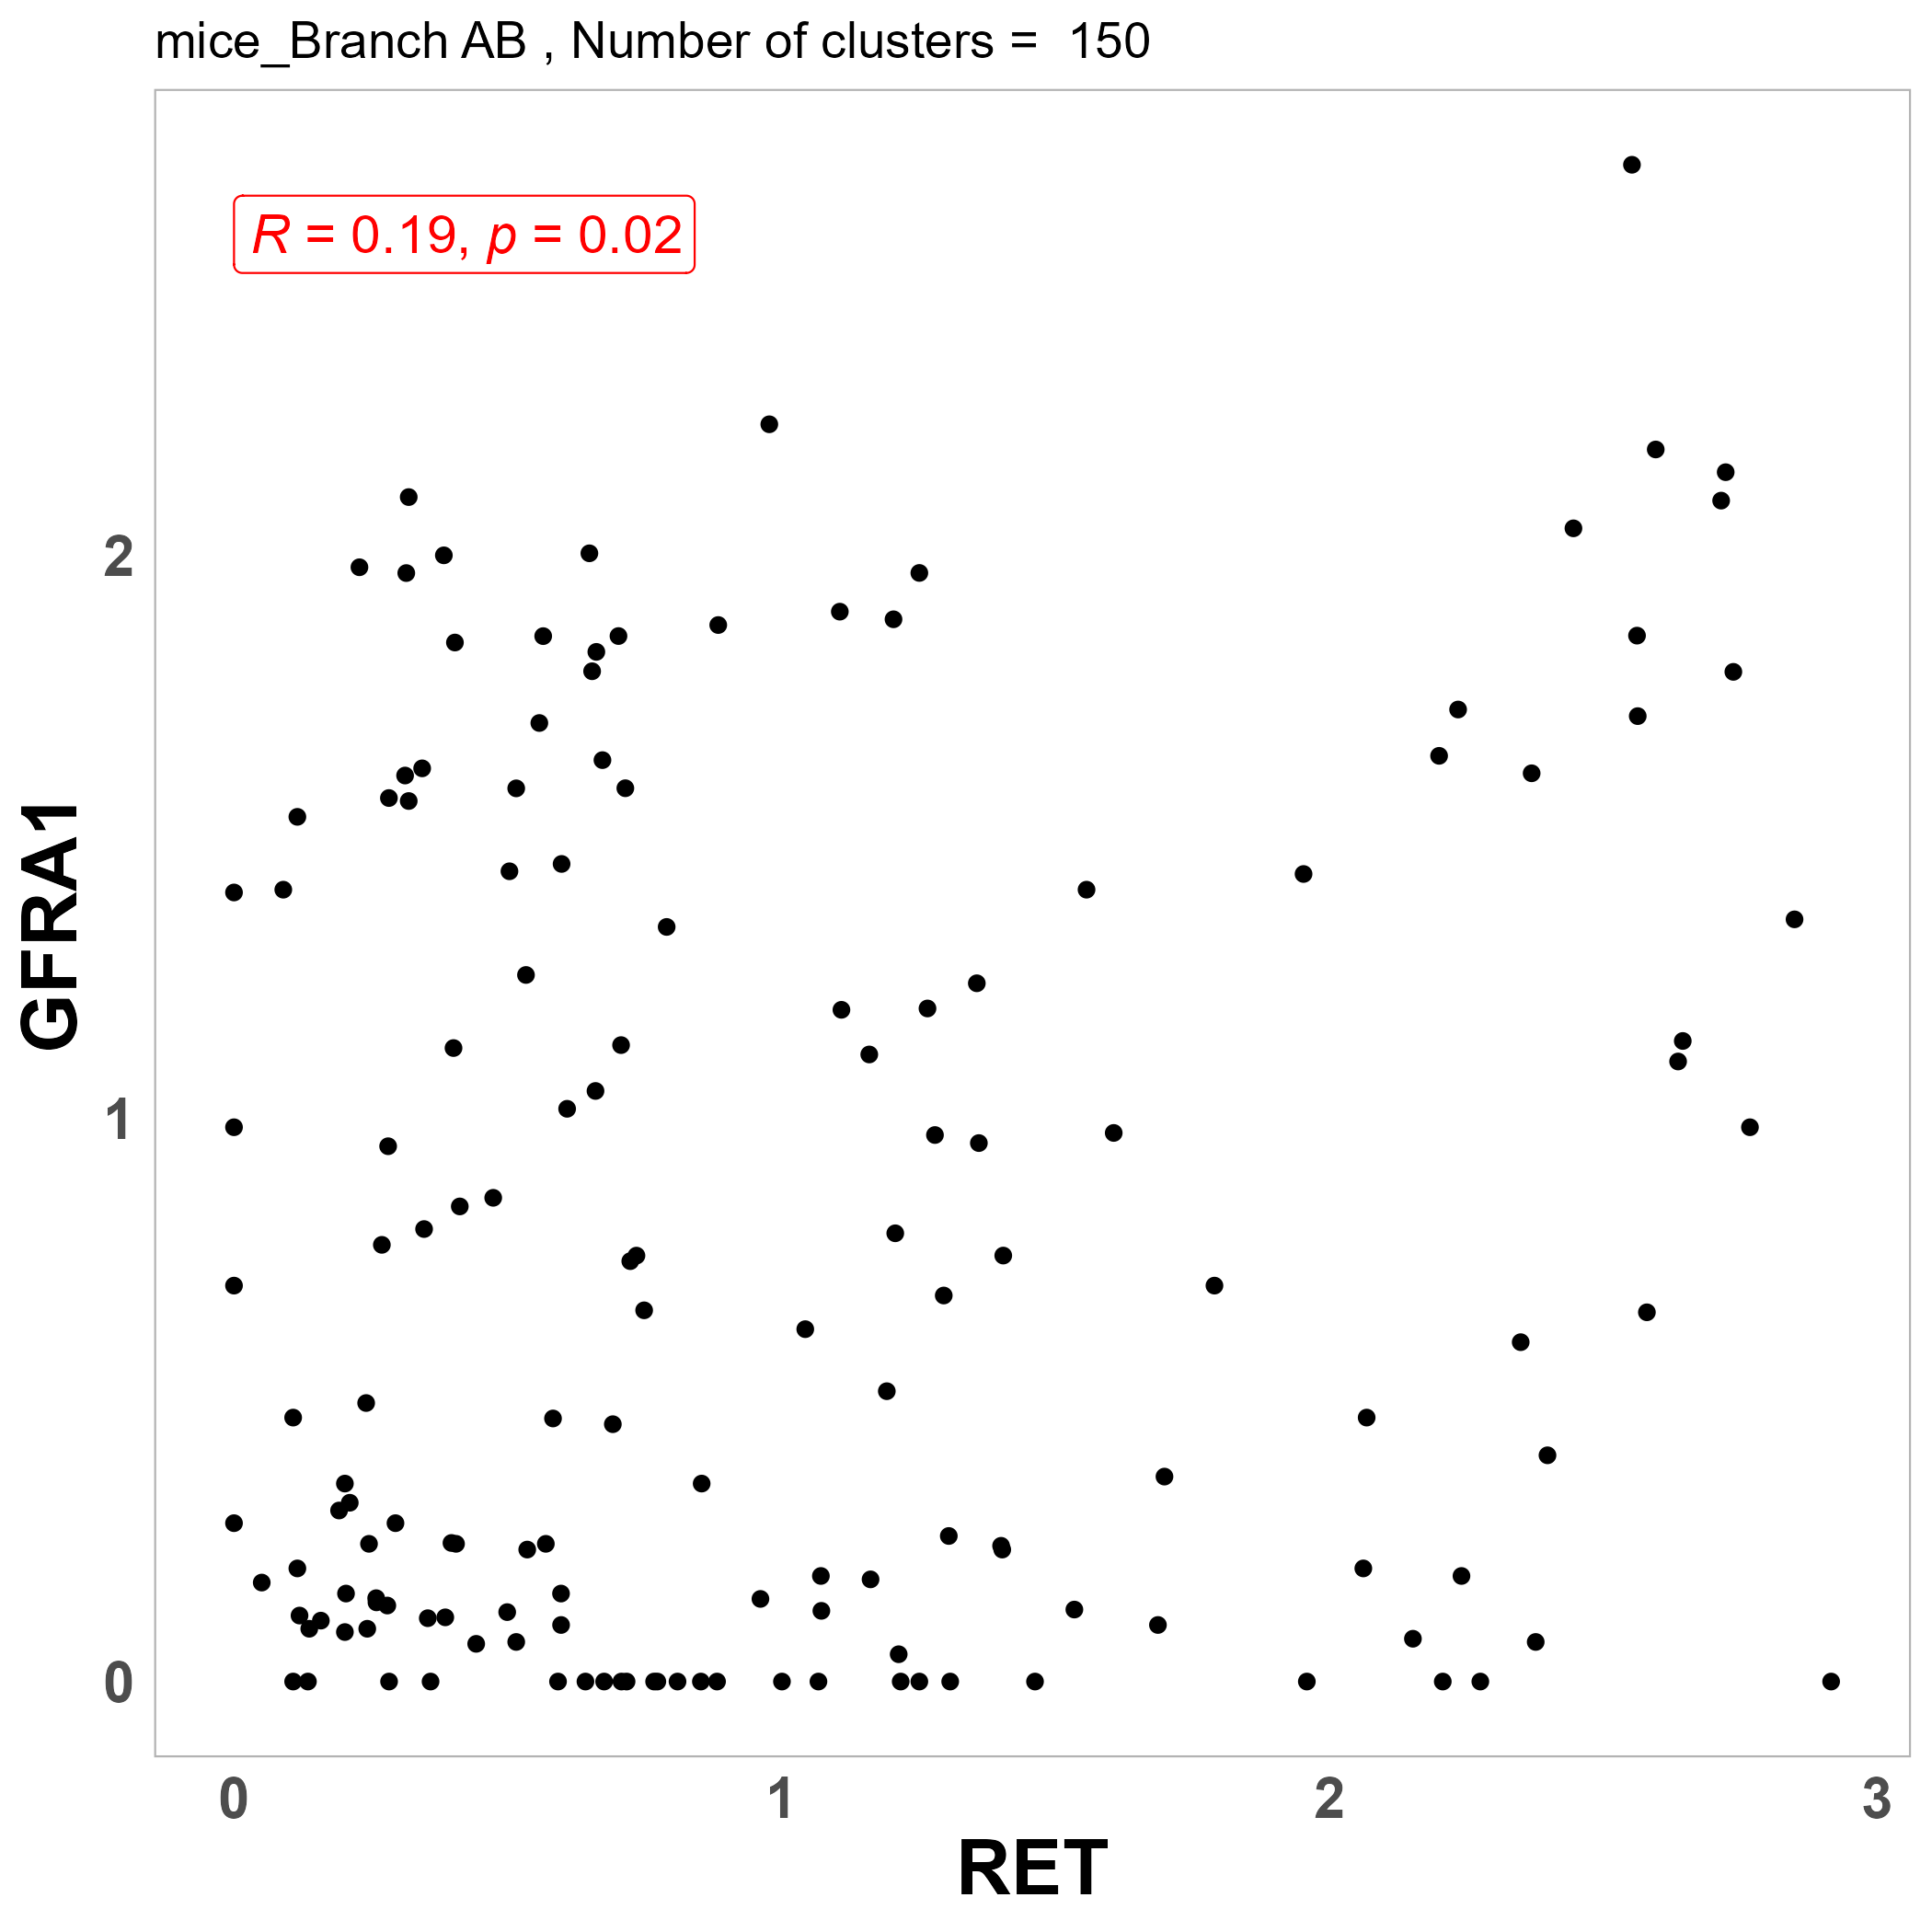 mice_Branch AB , Number of clusters =  150
R = 0.19, p = 0.02
GFRA1
2
1
0
0 1 2 3
RET